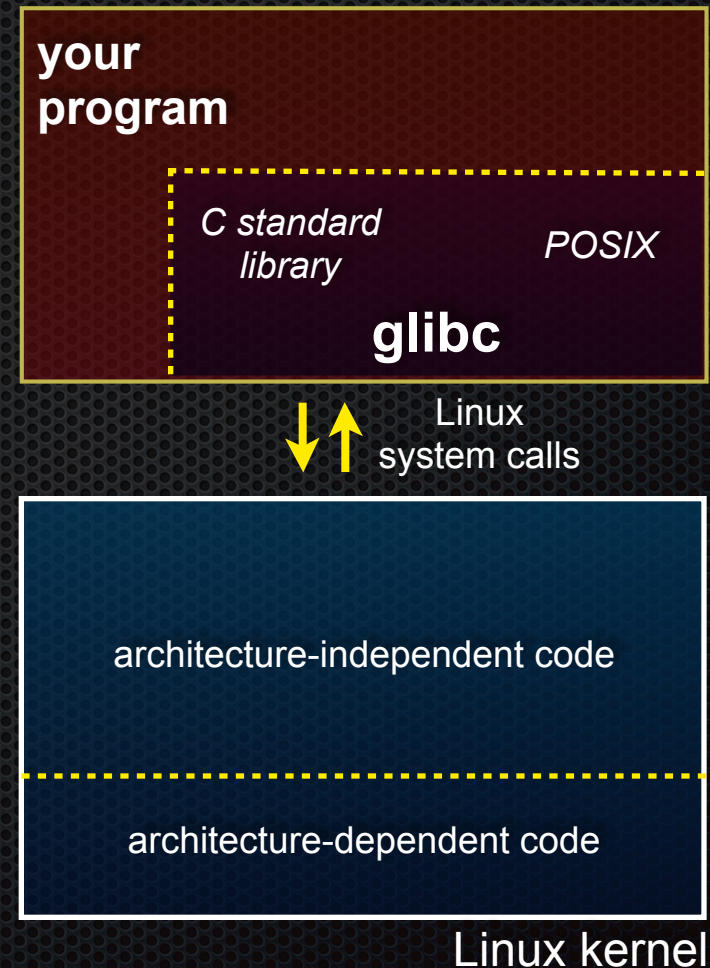 your
program
C standard
library
POSIX
glibc
Linux
system calls
architecture-independent code
architecture-dependent code
Linux kernel